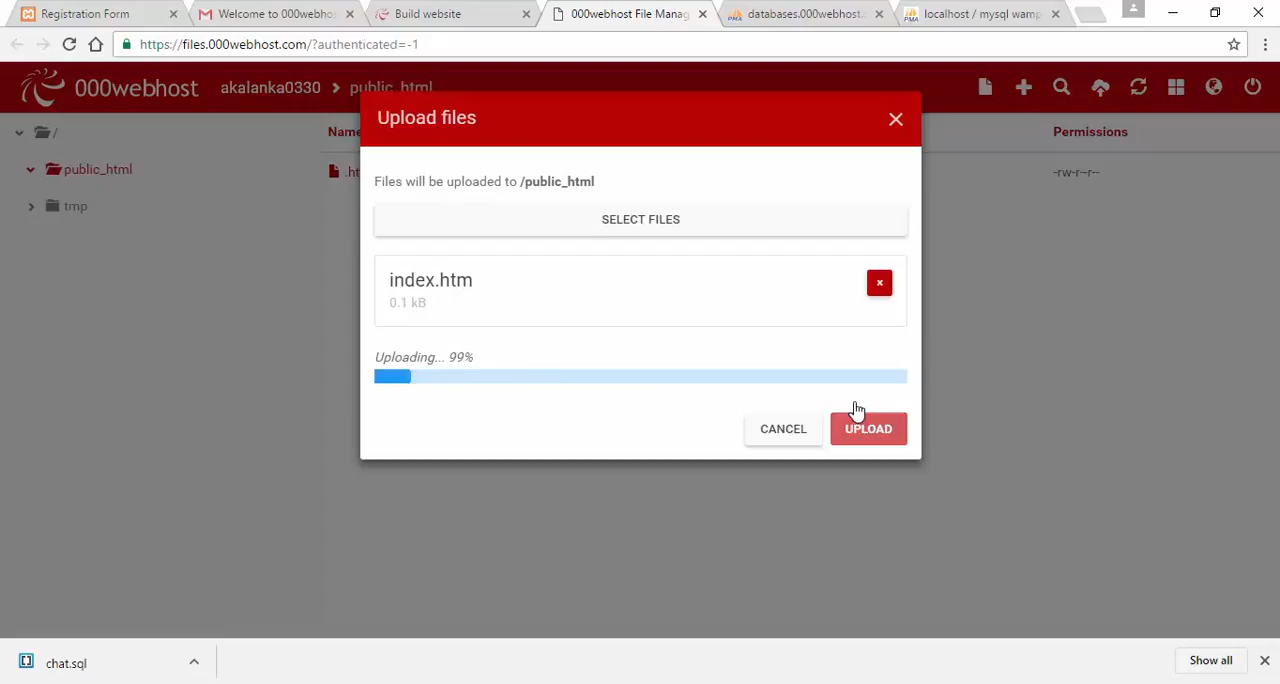 Registration Form
Welcome to 000webhos
Build website
000webhost File Manag
databases.000webhost.
localhost / mysql wamp
https://files.000webhost.com/?authenticated=-1
000webhost
akalanka0330 > public_html
Upload files
/
Name
Permissions
public_html
.ht
-rw-r--r--
tmp
Files will be uploaded to /public_html
SELECT FILES
index.htm
0.1 kB
Uploading... 99%
CANCEL
UPLOAD
chat.sql
Show all